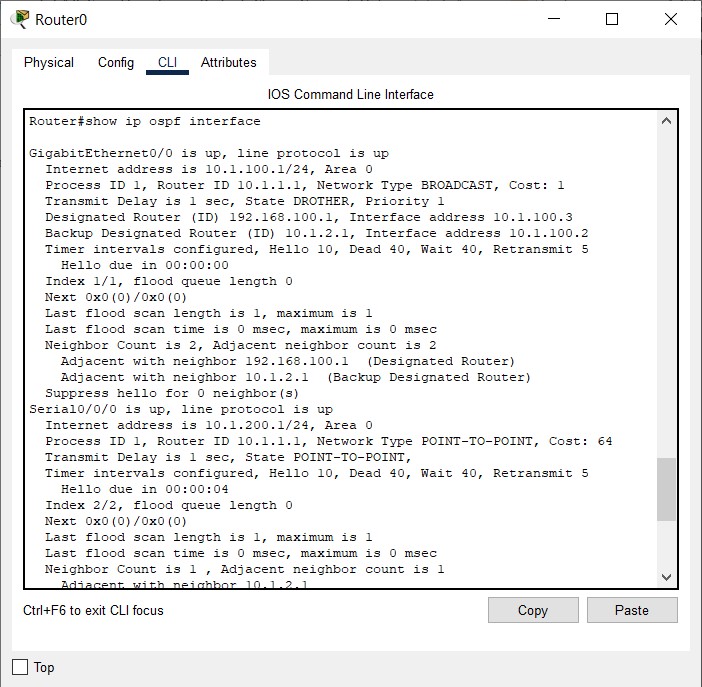 Router0
Physical Config CLI Attributes
IOS Command Line Interface
Router#show ip ospf interface
GigabitEthernet0/0 is up, line protocol is up
Internet address is 10.1.100.1/24, Area 0
Process ID 1, Router ID 10.1.1.1, Network Type BROADCAST, Cost: 1
Transmit Delay is 1 sec, State DROTHER, Priority 1
Designated Router (ID) 192.168.100.1, Interface address 10.1.100.3
Backup Designated Router (ID) 10.1.2.1, Interface address 10.1.100.2
Timer intervals configured, Hello 10, Dead 40, Wait 40, Retransmit 5
Hello due in 00:00:00
Index 1/1, flood queue length 0
Next 0x0(0)/0x0(0)
Last flood scan length is 1, maximum is 1
Last flood scan time is 0 msec, maximum is 0 msec
Neighbor Count is 2, Adjacent neighbor count is 2
Adjacent with neighbor 192.168.100.1 (Designated Router)
Adjacent with neighbor 10.1.2.1 (Backup Designated Router)
Suppress hello for 0 neighbor(s)
Serial0/0/0 is up, line protocol is up
Internet address is 10.1.200.1/24, Area 0
Process ID 1, Router ID 10.1.1.1, Network Type POINT-TO-POINT, Cost: 64
Transmit Delay is 1 sec, State POINT-TO-POINT,
Timer intervals configured, Hello 10, Dead 40, Wait 40, Retransmit 5
Hello due in 00:00:04
Index 2/2, flood queue length 0
Next 0x0(0)/0x0(0)
Last flood scan length is 1, maximum is 1
Last flood scan time is 0 msec, maximum is 0 msec
Neighbor Count is 1 , Adjacent neighbor count is 1
Adjacent with neighbor 10.1.2.1
Ctrl+F6 to exit CLI focus
Copy Paste
Top